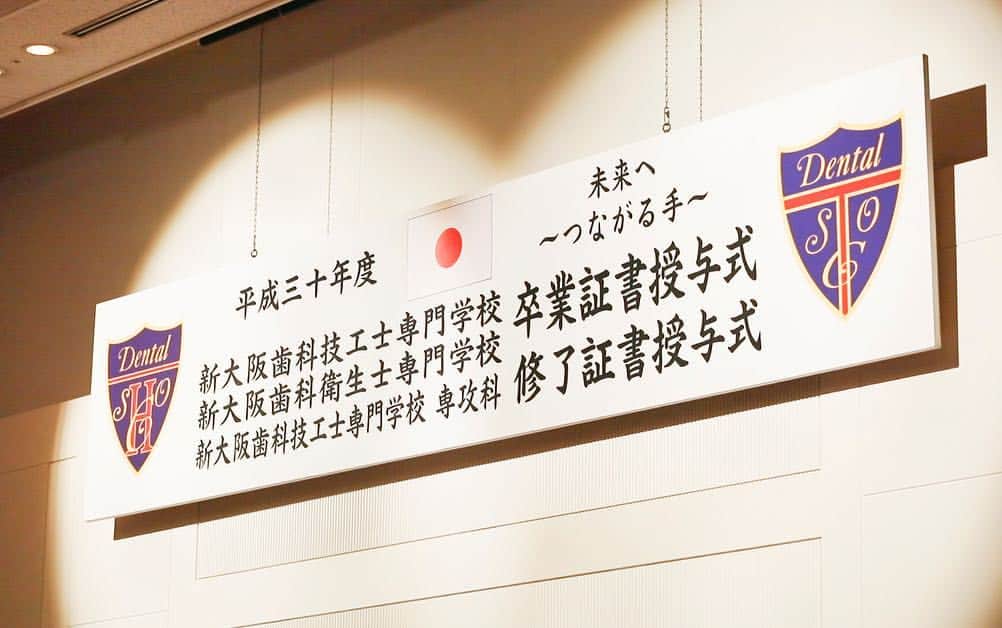 平成三十年度
未来へ
～つながる手～
新大阪歯科技工士専門学校
新大阪歯科衛生士専門学校
新大阪歯科技工士専門学校 専攻科
卒業証書授与式
修了証書授与式
Dental
S H O
Dental
S T O C